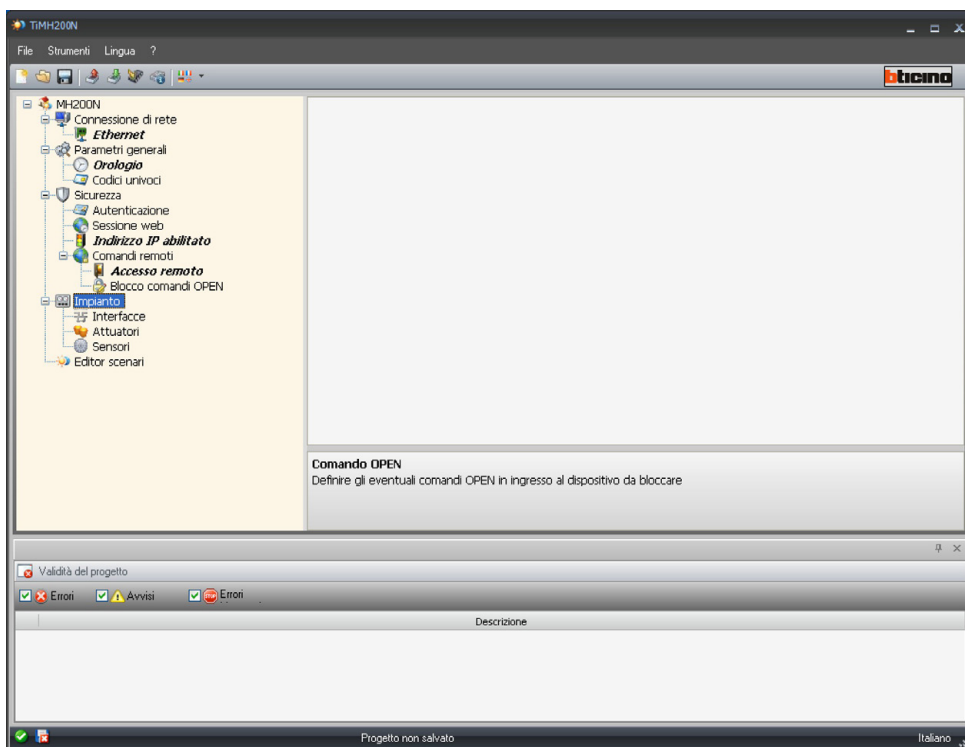 TiMH200N
File Strumenti Lingua ?
bticino
MH200N
Connessione di rete
Ethernet
Parametri generali
Orologio
Codici univoci
Sicurezza
Autenticazione
Sessione web
Indirizzo IP abilitato
Comandi remoti
Accesso remoto
Blocco comandi OPEN
Impianto
Interfacce
Attuatori
Sensori
Editor scenari
Comando OPEN
Definire gli eventuali comandi OPEN in ingresso al dispositivo da bloccare
Validità del progetto
Errori Avvisi Errori
Descrizione
Progetto non salvato Italiano